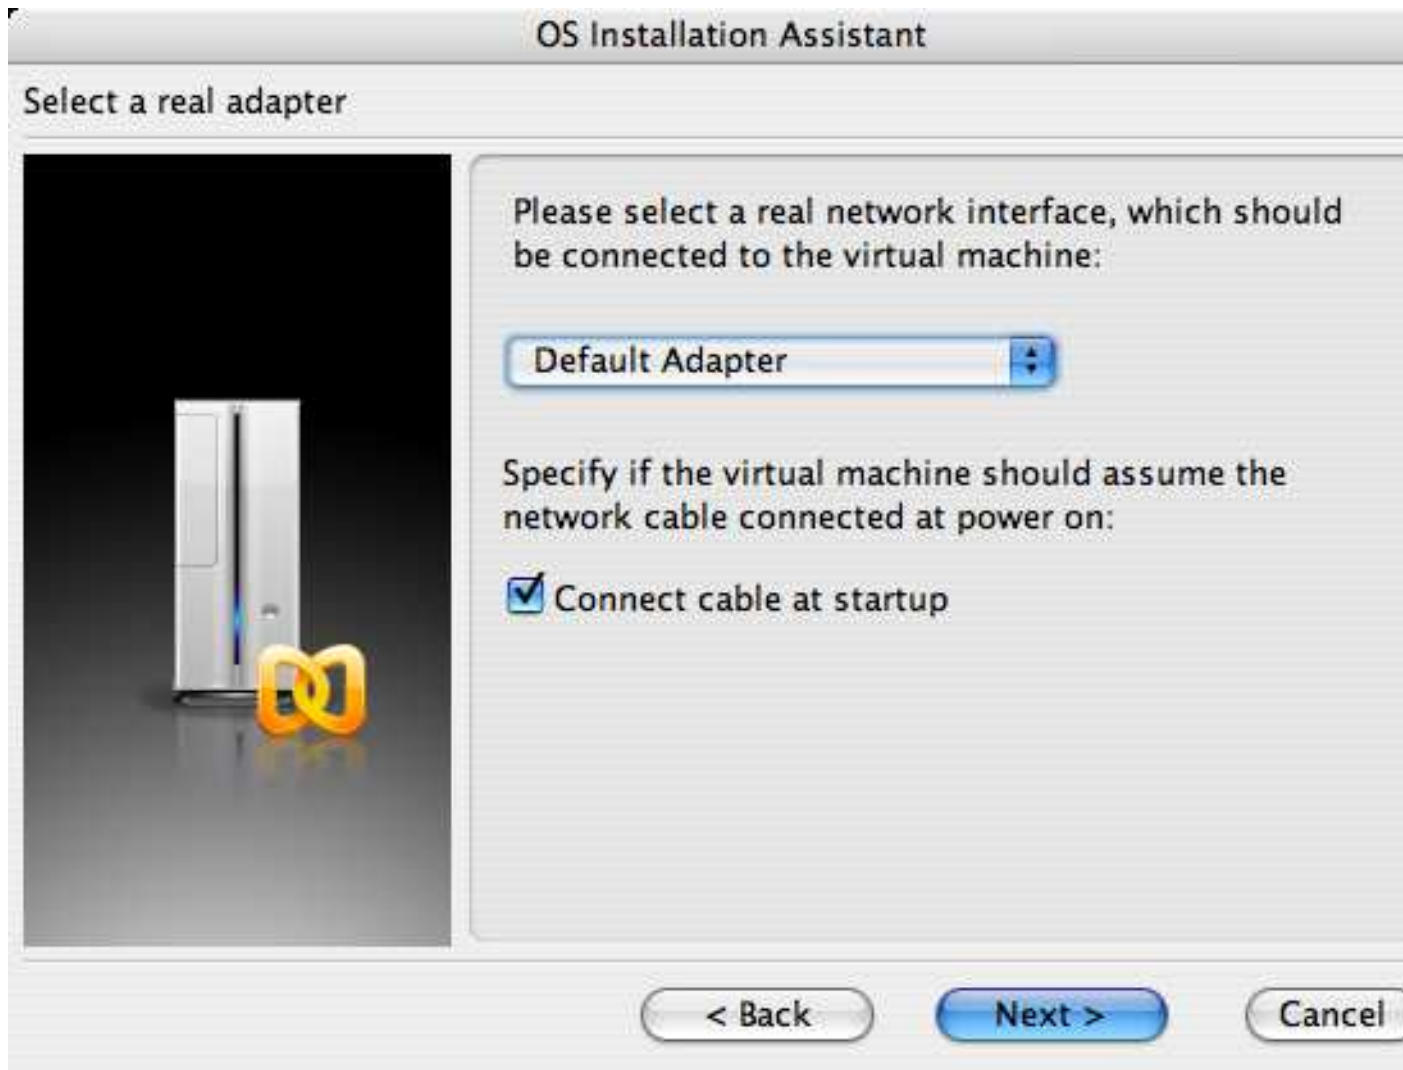 OS Installation Assistant
Select a real adapter
Please select a real network interface, which should
be connected to the virtual machine:
Default Adapter
Specify if the virtual machine should assume the
network cable connected at power on:
Connect cable at startup
< Back
Next >
Cancel